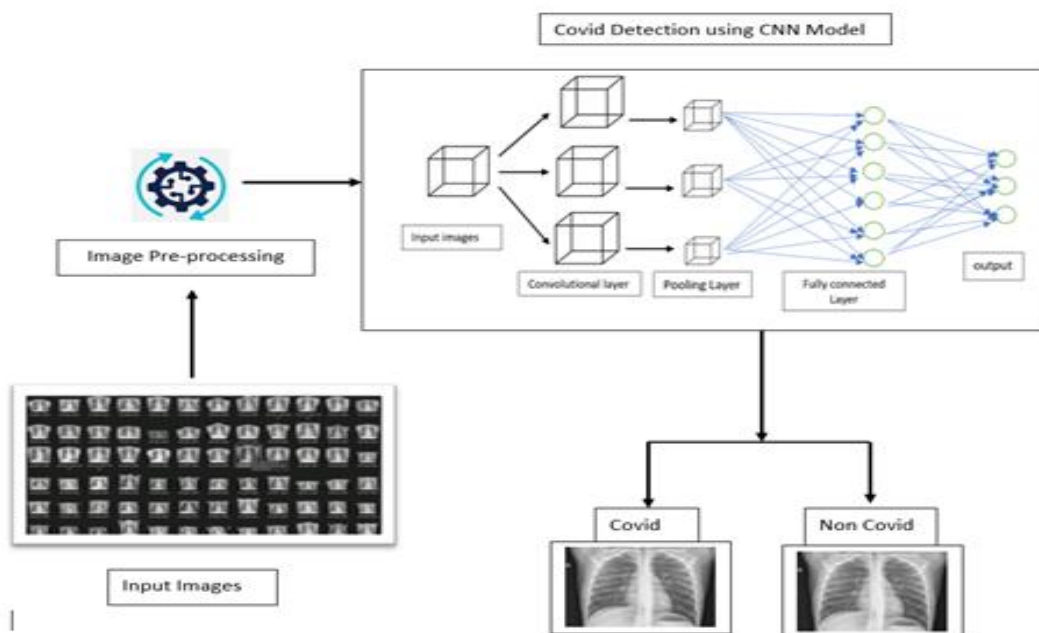 Covid Detection using CNN Model
Input images
Convolutional layer
Pooling Layer
Fully connected
Layer
output
Image Pre-processing
Input Images
Covid
Non Covid